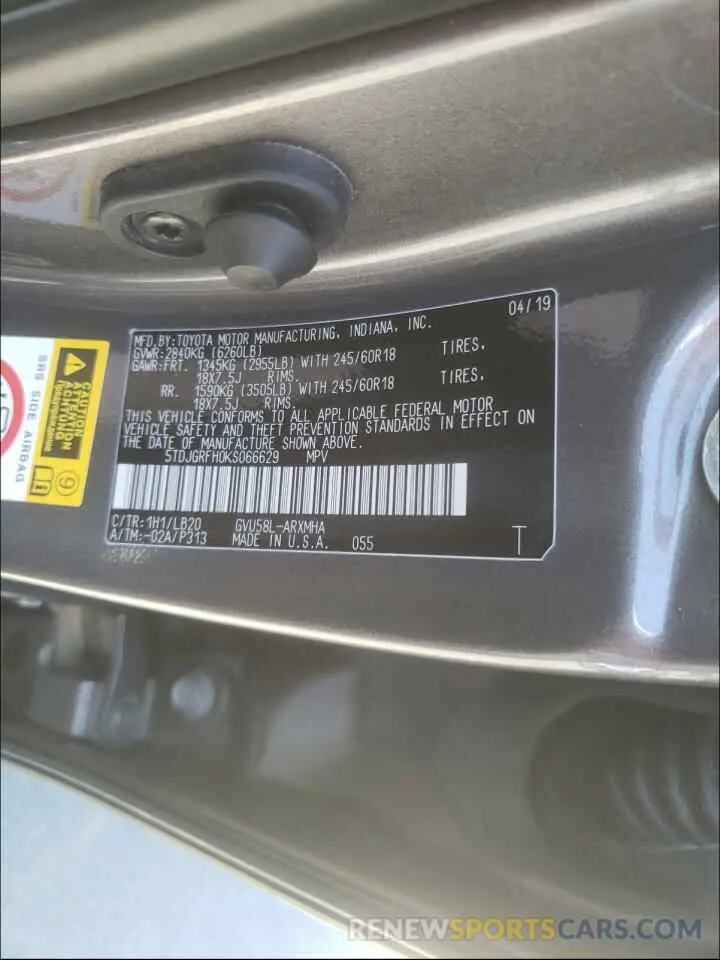 MFD.BY:TOYOTA MOTOR MANUFACTURING, INDIANA, INC. 04/19
GVWR:2840KG (6260LB)
GAWR:FRT. 1345KG (2955LB) WITH 245/60R18 TIRES,
18X7.5J RIMS.
RR. 1590KG (3505LB) WITH 245/60R18 TIRES,
18X7.5J RIMS.
THIS VEHICLE CONFORMS TO ALL APPLICABLE FEDERAL MOTOR
VEHICLE SAFETY AND THEFT PREVENTION STANDARDS IN EFFECT ON
THE DATE OF MANUFACTURE SHOWN ABOVE.
5TDJGRFH0KS066629 MPV
C/TR:1H1/LB20 GVU58L-ARXMHA
A/TM:-02A/P313 MADE IN U.S.A. 055 T
SRS SIDE AIRBAG
CAUTION
ATTENTION
9
RENEWSPORTSCARS.COM